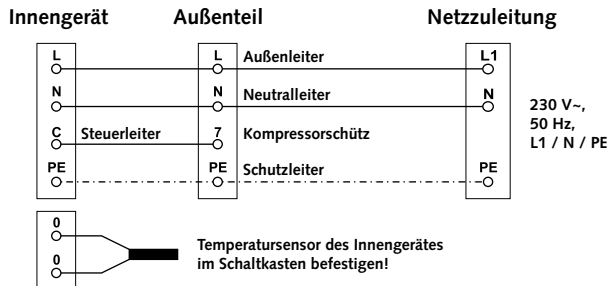 Innengerät Außenteil Netzzuleitung
L L Außenleiter L1
N N Neutralleiter N
230 V~,
50 Hz,
L1 / N / PE
C Steuerleiter 7 Kompressorschütz
PE PE Schutzleiter PE
0
0
Temperatursensor des Innengerätes
im Schaltkasten befestigen!